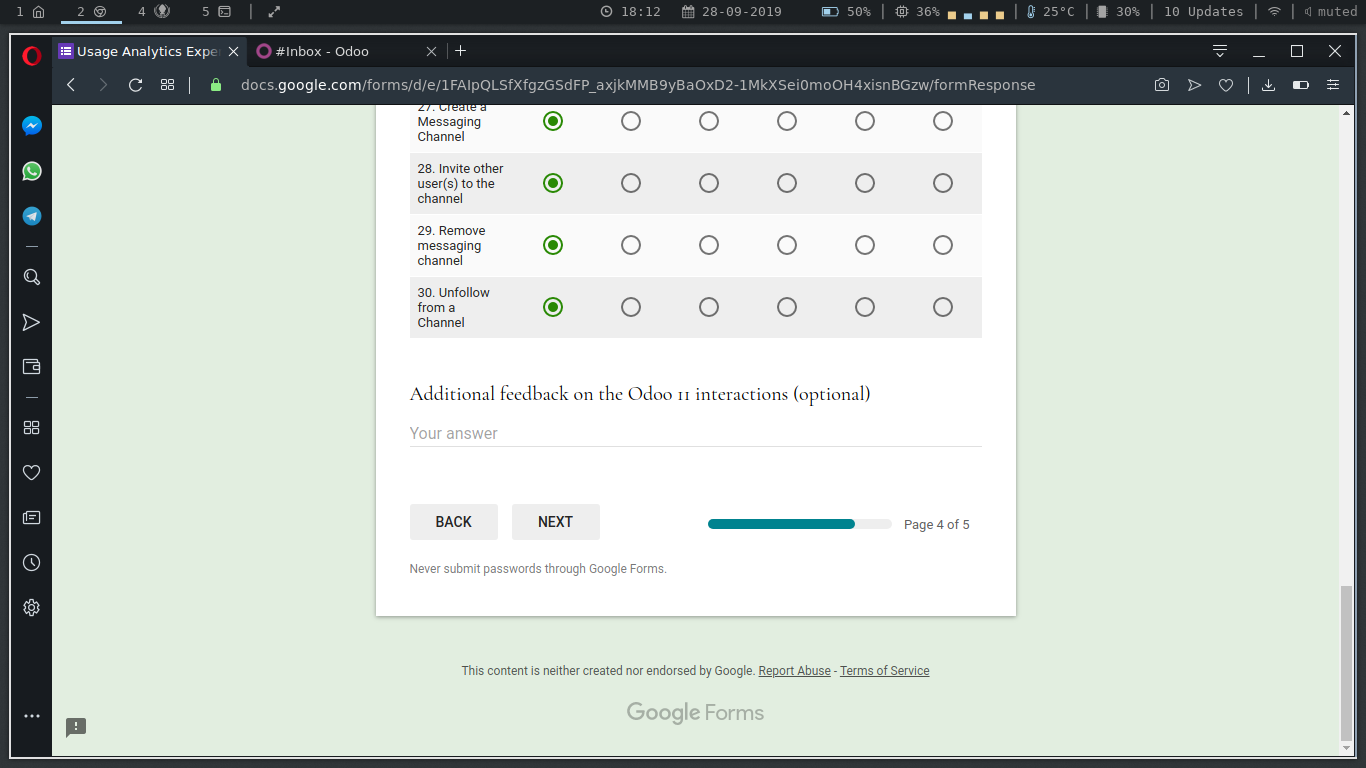 1 2 4 5 18:12 28-09-2019 50% 36% 25°C 30% 10 Updates muted
Usage Analytics Expe #Inbox - Odoo
docs.google.com/forms/d/e/1FAIpQLSfXfgzGSdFP_axjkMMB9yBaOxD2-1MkXSei0moOH4xisnBGzw/formResponse
27. Create a
Messaging
Channel
28. Invite other
user(s) to the
channel
29. Remove
messaging
channel
30. Unfollow
from a
Channel
Additional feedback on the Odoo 11 interactions (optional)
Your answer
BACK NEXT Page 4 of 5
Never submit passwords through Google Forms.
This content is neither created nor endorsed by Google. Report Abuse - Terms of Service
Google Forms